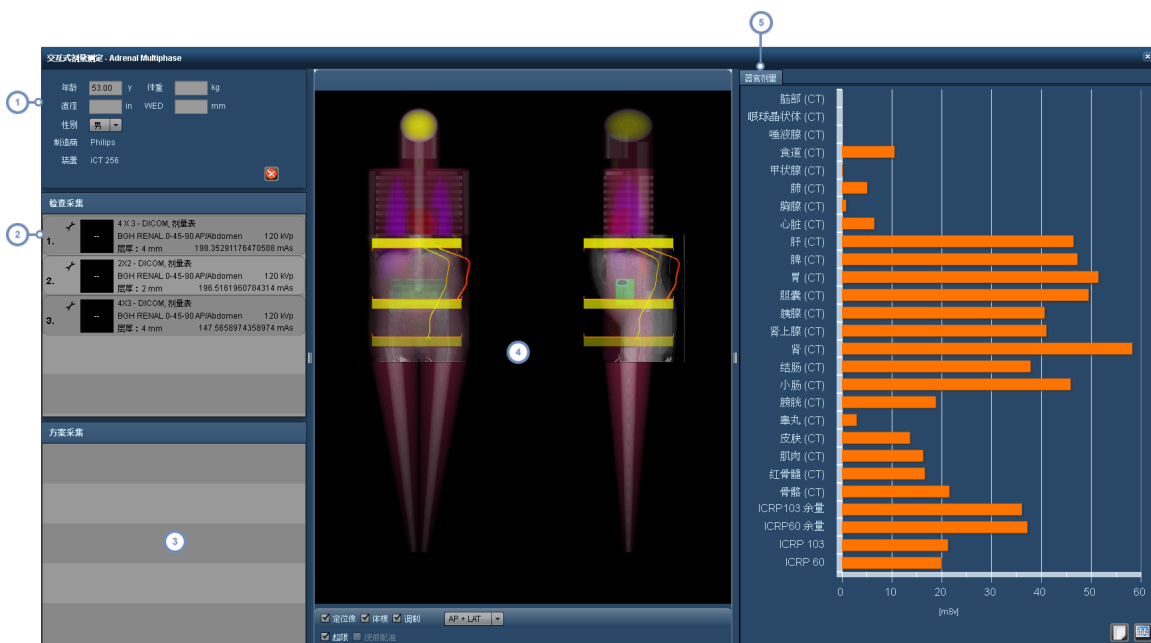 5
交互式剂量测定 - Adrenal Multiphase
1
年龄 53.00 y 体重 kg
直径 in WED mm
性别 男
制造商 Philips
装置 iCT 256
检查采集
2
1. -- 4 X 3 - DICOM, 剂量表
BGH RENAL 0-45-90 AP/Abdomen 120 kVp
层厚：4 mm 198.35291176470588 mAs
2. -- 2X2 - DICOM, 剂量表
BGH RENAL 0-45-90 AP/Abdomen 120 kVp
层厚：2 mm 196.5161960784314 mAs
3. -- 4X3 - DICOM, 剂量表
BGH RENAL 0-45-90 AP/Abdomen 120 kVp
层厚：4 mm 147.5658974358974 mAs
方案采集
3
4
定位像 体模 调制 AP + LAT
超限 使用配准
器官剂量
脑部 (CT)
眼球晶状体 (CT)
唾液腺 (CT)
食道 (CT)
甲状腺 (CT)
肺 (CT)
胸腺 (CT)
心脏 (CT)
肝 (CT)
脾 (CT)
胃 (CT)
胆囊 (CT)
胰腺 (CT)
肾上腺 (CT)
肾 (CT)
结肠 (CT)
小肠 (CT)
膀胱 (CT)
睾丸 (CT)
皮肤 (CT)
肌肉 (CT)
红骨髓 (CT)
骨骼 (CT)
ICRP103 余量
ICRP60 余量
ICRP 103
ICRP 60
0 10 20 30 40 50 60
[mSv]